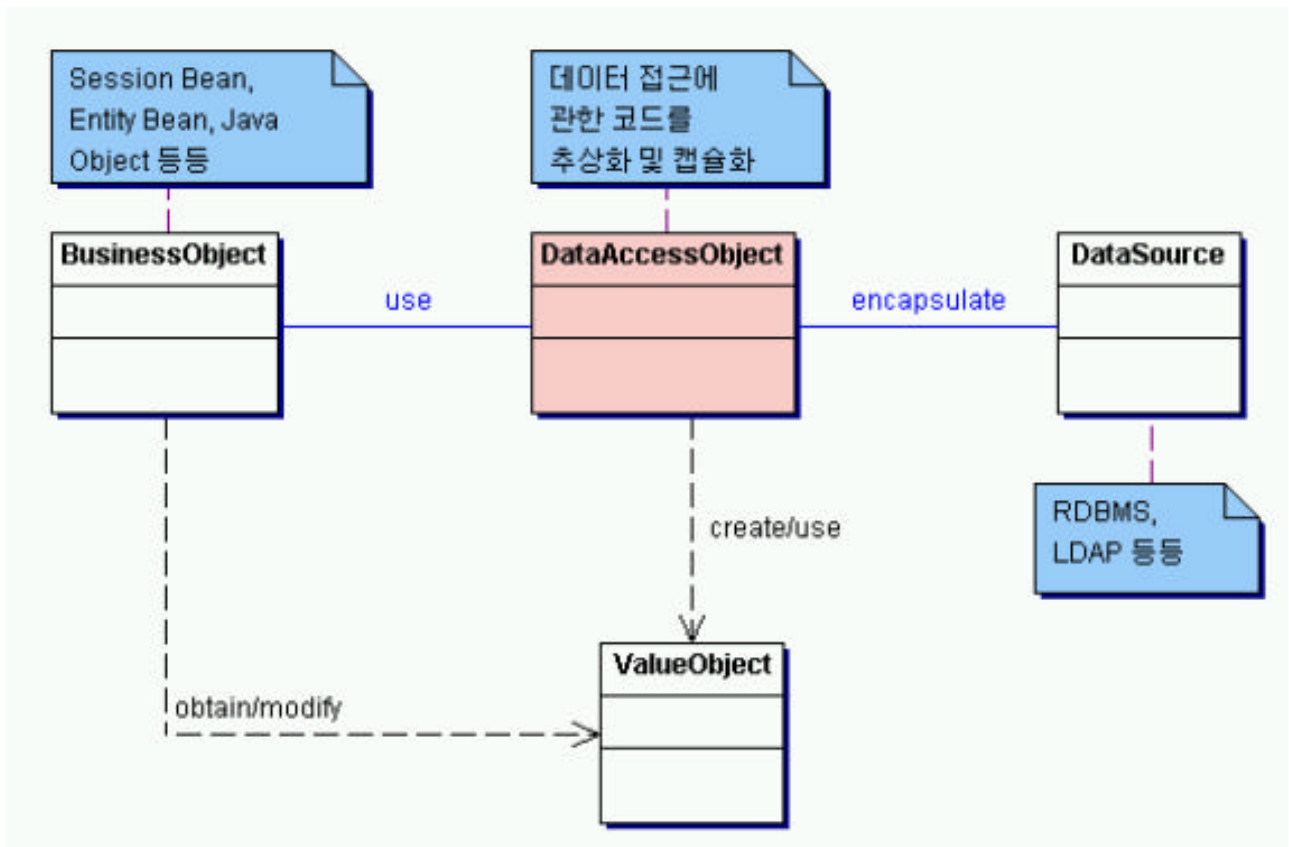 Session Bean,
Entity Bean, Java
Object 등등
데이터 접근에
관한 코드를
추상화 및 캡슐화
BusinessObject
DataAccessObject
DataSource
use
encapsulate
RDBMS,
LDAP 등등
create/use
ValueObject
obtain/modify